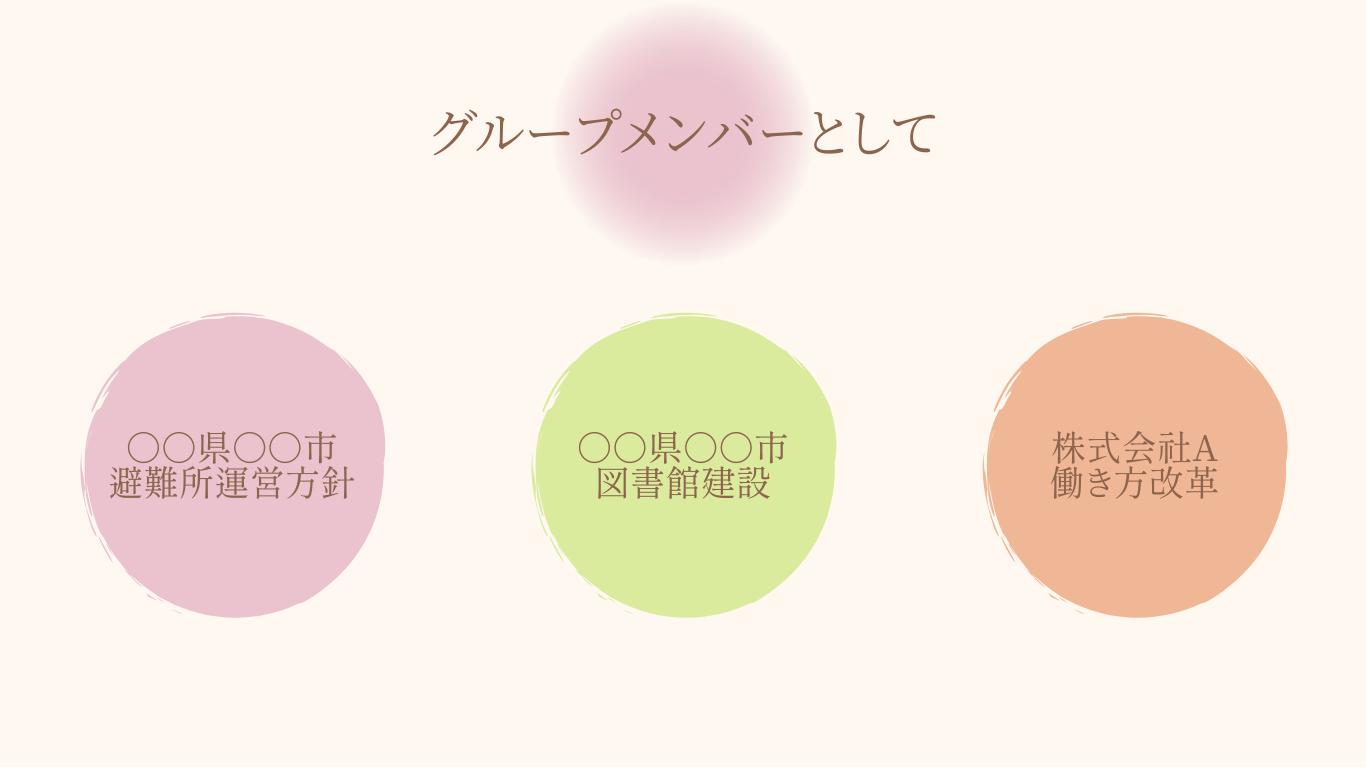 グループメンバーとして
〇〇県〇〇市
避難所運営方針
〇〇県〇〇市
図書館建設
株式会社A
働き方改革